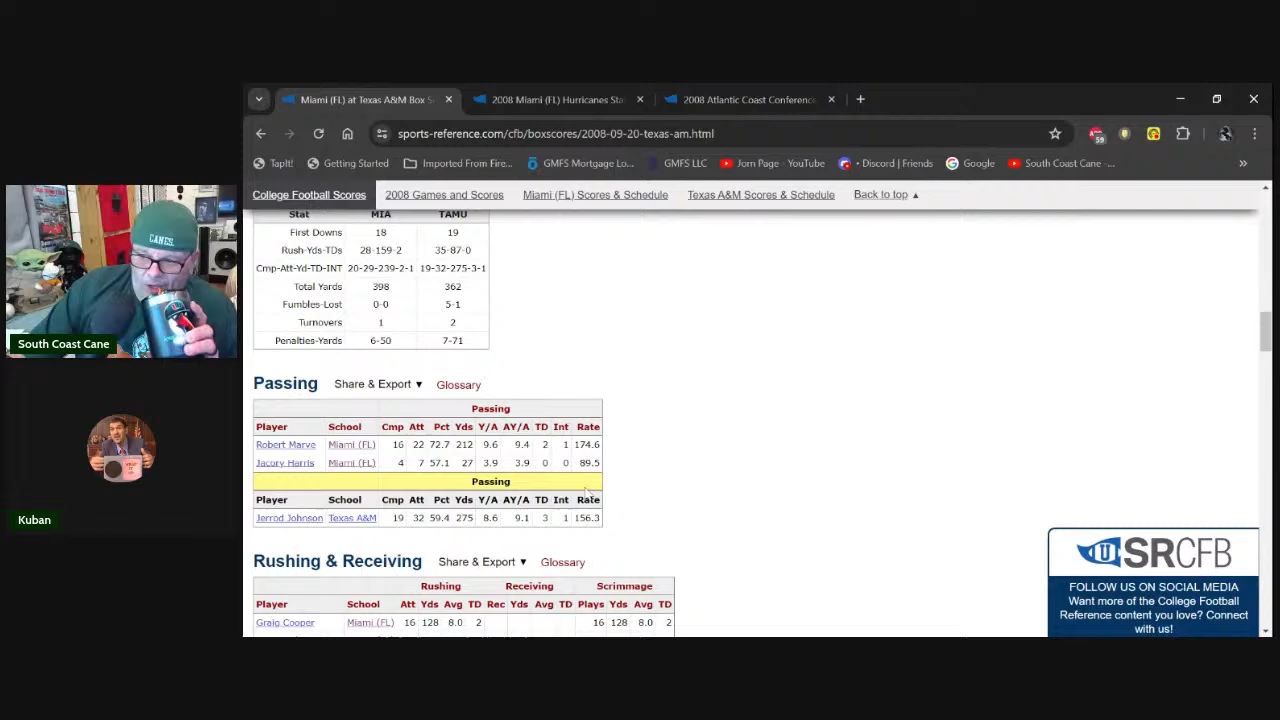 Miami (FL) at Texas A&M Box S
2008 Miami (FL) Hurricanes Sta
2008 Atlantic Coast Conference
sports-reference.com/cfb/boxscores/2008-09-20-texas-am.html
59
TapIt!
Getting Started
Imported From Fire...
GMFS Mortgage Lo...
GMFS LLC
Jorn Page - YouTube
• Discord | Friends
Google
South Coast Cane -...
College Football Scores
2008 Games and Scores
Miami (FL) Scores & Schedule
Texas A&M Scores & Schedule
Back to top ▲
Stat MIA TAMU
First Downs 18 19
Rush-Yds-TDs 28-159-2 35-87-0
Cmp-Att-Yd-TD-INT 20-29-239-2-1 19-32-275-3-1
Total Yards 398 362
Fumbles-Lost 0-0 5-1
Turnovers 1 2
Penalties-Yards 6-50 7-71
CANES.
South Coast Cane
Kuban
Passing Share & Export ▼ Glossary
Passing
Player School Cmp Att Pct Yds Y/A AY/A TD Int Rate
Robert Marve Miami (FL) 16 22 72.7 212 9.6 9.4 2 1 174.6
Jacory Harris Miami (FL) 4 7 57.1 27 3.9 3.9 0 0 89.5
Passing
Player School Cmp Att Pct Yds Y/A AY/A TD Int Rate
Jerrod Johnson Texas A&M 19 32 59.4 275 8.6 9.1 3 1 156.3
Rushing & Receiving Share & Export ▼ Glossary
Rushing Receiving Scrimmage
Player School Att Yds Avg TD Rec Yds Avg TD Plays Yds Avg TD
Graig Cooper Miami (FL) 16 128 8.0 2 16 128 8.0 2
SRCFB
FOLLOW US ON SOCIAL MEDIA
Want more of the College Football
Reference content you love? Connect
with us!